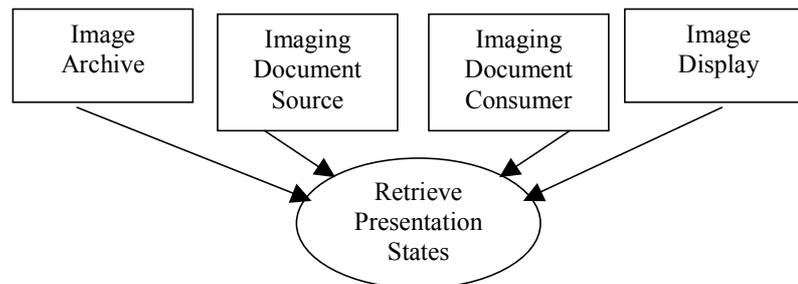 Image
Archive
Imaging
Document
Source
Imaging
Document
Consumer
Image
Display
Retrieve
Presentation
States